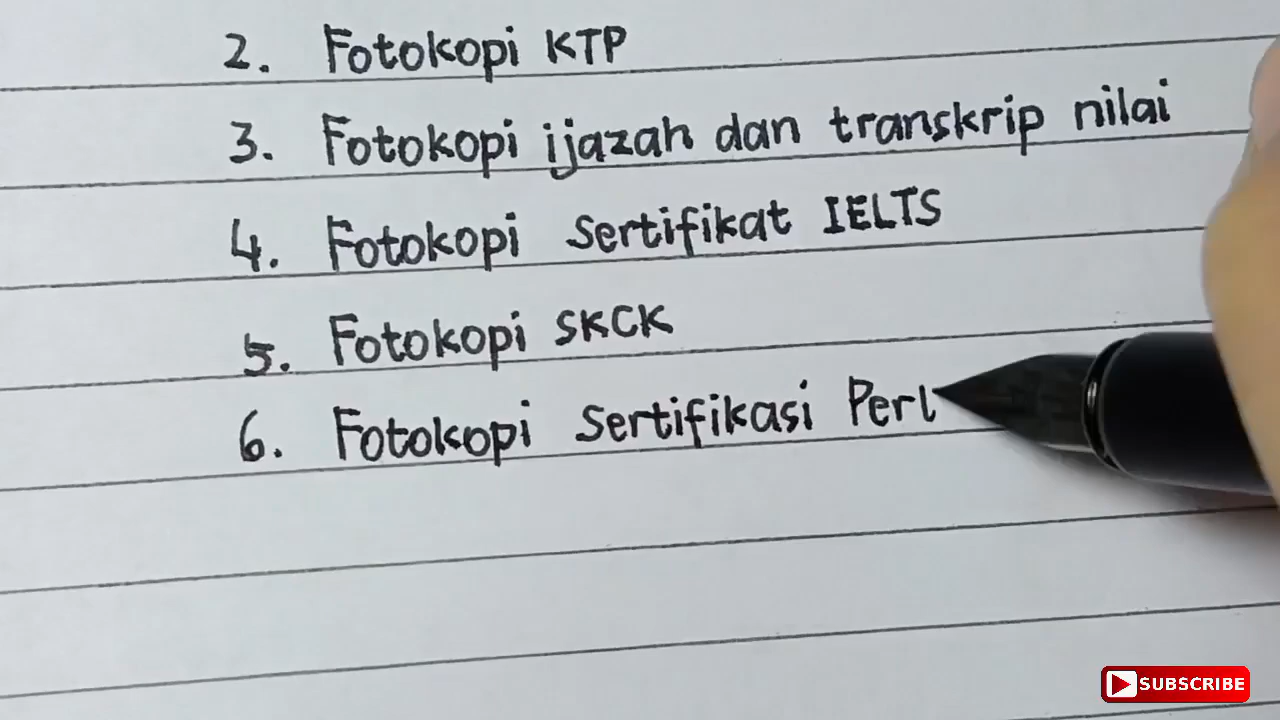 2. Fotokopi KTP
3. Fotokopi ijazah dan transkrip nilai
4. Fotokopi Sertifikat IELTS
5. Fotokopi SKCK
6. Fotokopi Sertifikasi Perl
SUBSCRIBE